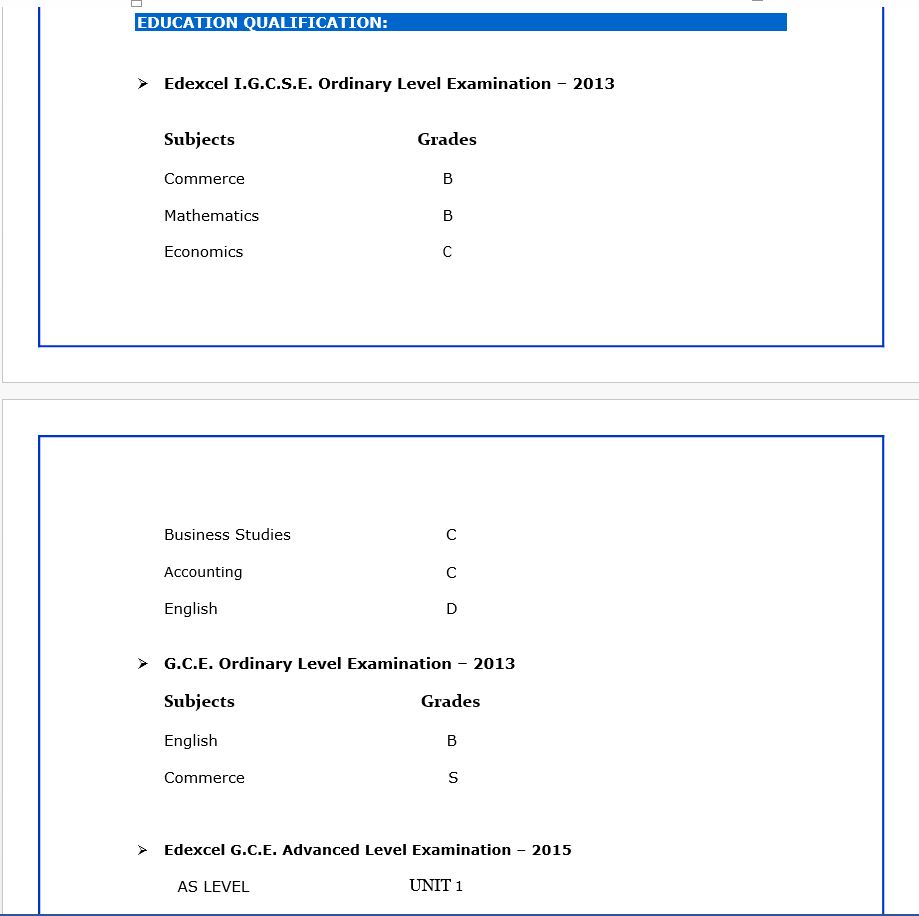 EDUCATION QUALIFICATION:
➢ Edexcel I.G.C.S.E. Ordinary Level Examination – 2013
Subjects Grades
Commerce B
Mathematics B
Economics C
Business Studies C
Accounting C
English D
➢ G.C.E. Ordinary Level Examination – 2013
Subjects Grades
English B
Commerce S
➢ Edexcel G.C.E. Advanced Level Examination – 2015
AS LEVEL UNIT 1